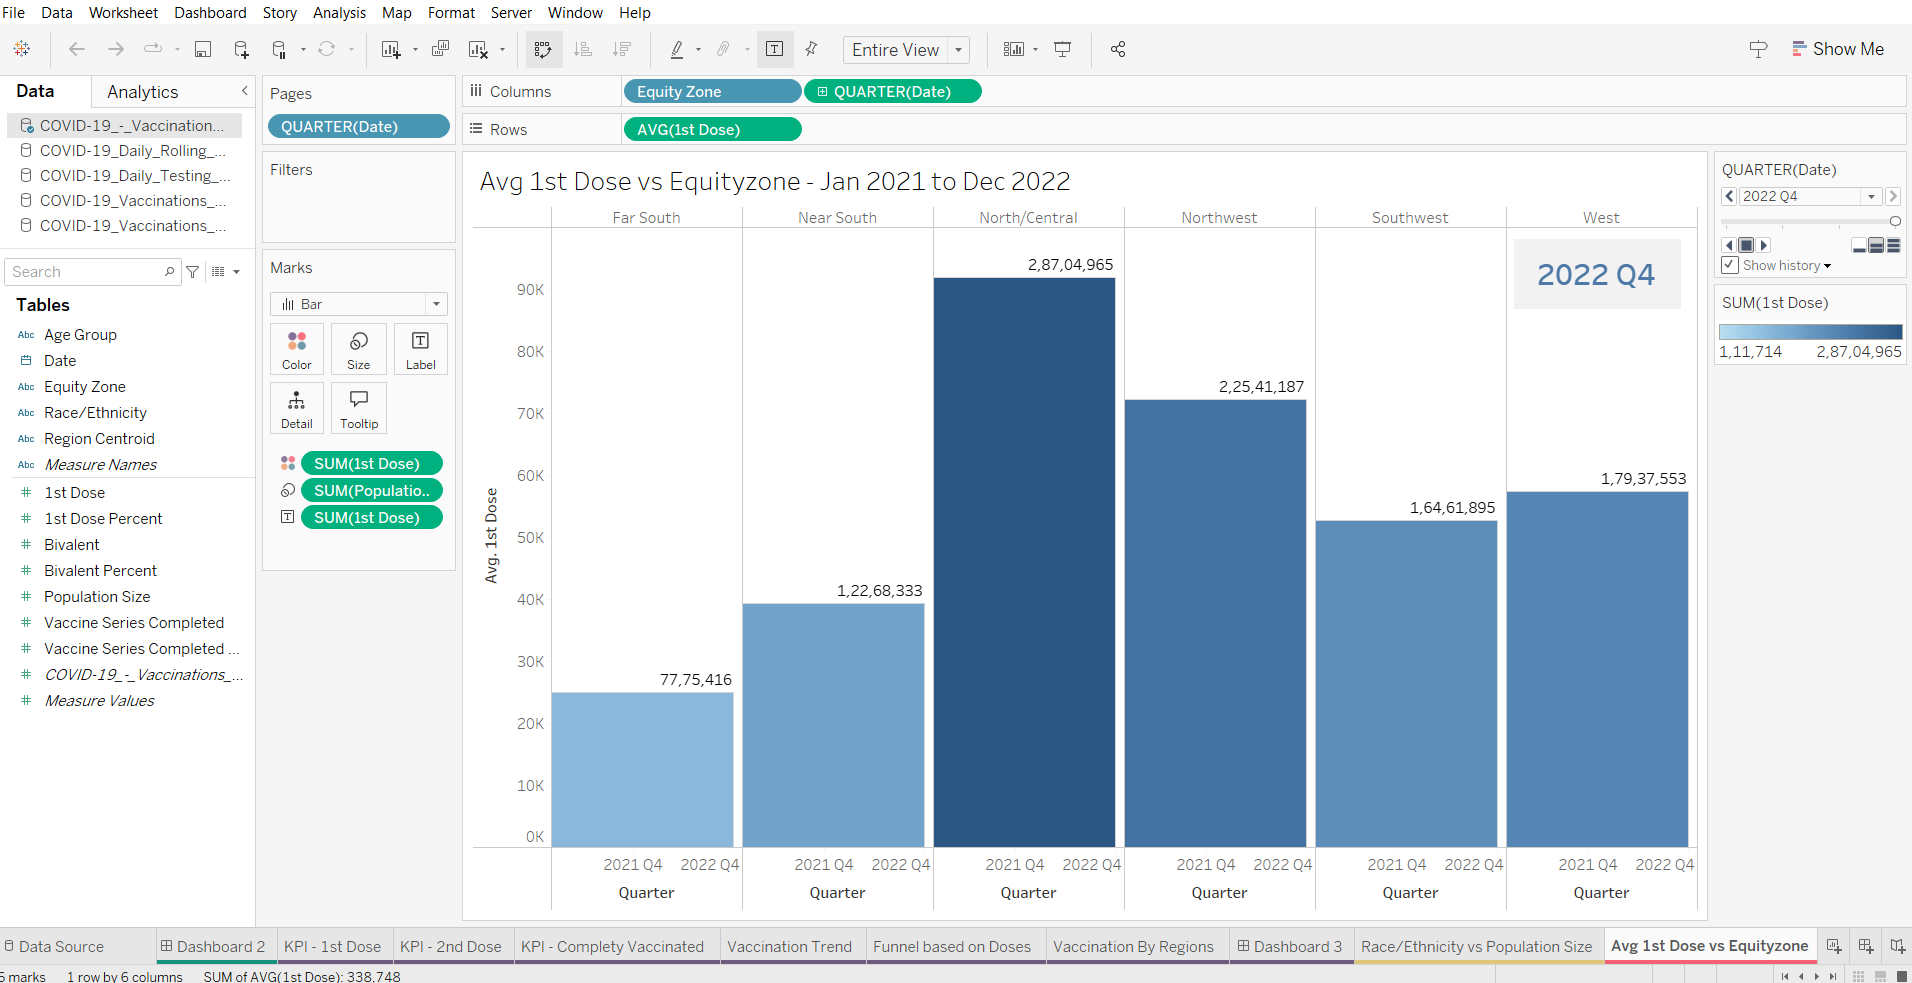 File Data Worksheet Dashboard Story Analysis Map Format Server Window Help
Entire View
Show Me
Data Analytics
COVID-19_-_Vaccination...
COVID-19_Daily_Rolling_...
COVID-19_Daily_Testing_...
COVID-19_Vaccinations_...
COVID-19_Vaccinations_...
Search
Tables
Abc Age Group
Date
Abc Equity Zone
Abc Race/Ethnicity
Abc Region Centroid
Abc Measure Names
# 1st Dose
# 1st Dose Percent
# Bivalent
# Bivalent Percent
# Population Size
# Vaccine Series Completed
# Vaccine Series Completed ...
# COVID-19_-_Vaccinations_...
# Measure Values
Pages
QUARTER(Date)
Filters
Marks
Bar
Color Size Label
Detail Tooltip
SUM(1st Dose)
SUM(Populatio..
SUM(1st Dose)
Columns Equity Zone QUARTER(Date)
Rows AVG(1st Dose)
Avg 1st Dose vs Equityzone - Jan 2021 to Dec 2022
Far South Near South North/Central Northwest Southwest West
2022 Q4
Avg. 1st Dose
90K
80K
70K
60K
50K
40K
30K
20K
10K
0K
77,75,416
1,22,68,333
2,87,04,965
2,25,41,187
1,64,61,895
1,79,37,553
2021 Q4 2022 Q4 2021 Q4 2022 Q4 2021 Q4 2022 Q4 2021 Q4 2022 Q4 2021 Q4 2022 Q4 2021 Q4 2022 Q4
Quarter Quarter Quarter Quarter Quarter Quarter
QUARTER(Date)
2022 Q4
Show history
SUM(1st Dose)
1,11,714 2,87,04,965
Data Source Dashboard 2 KPI - 1st Dose KPI - 2nd Dose KPI - Complety Vaccinated Vaccination Trend Funnel based on Doses Vaccination By Regions Dashboard 3 Race/Ethnicity vs Population Size Avg 1st Dose vs Equityzone
marks 1 row by 6 columns SUM of AVG(1st Dose): 338,748